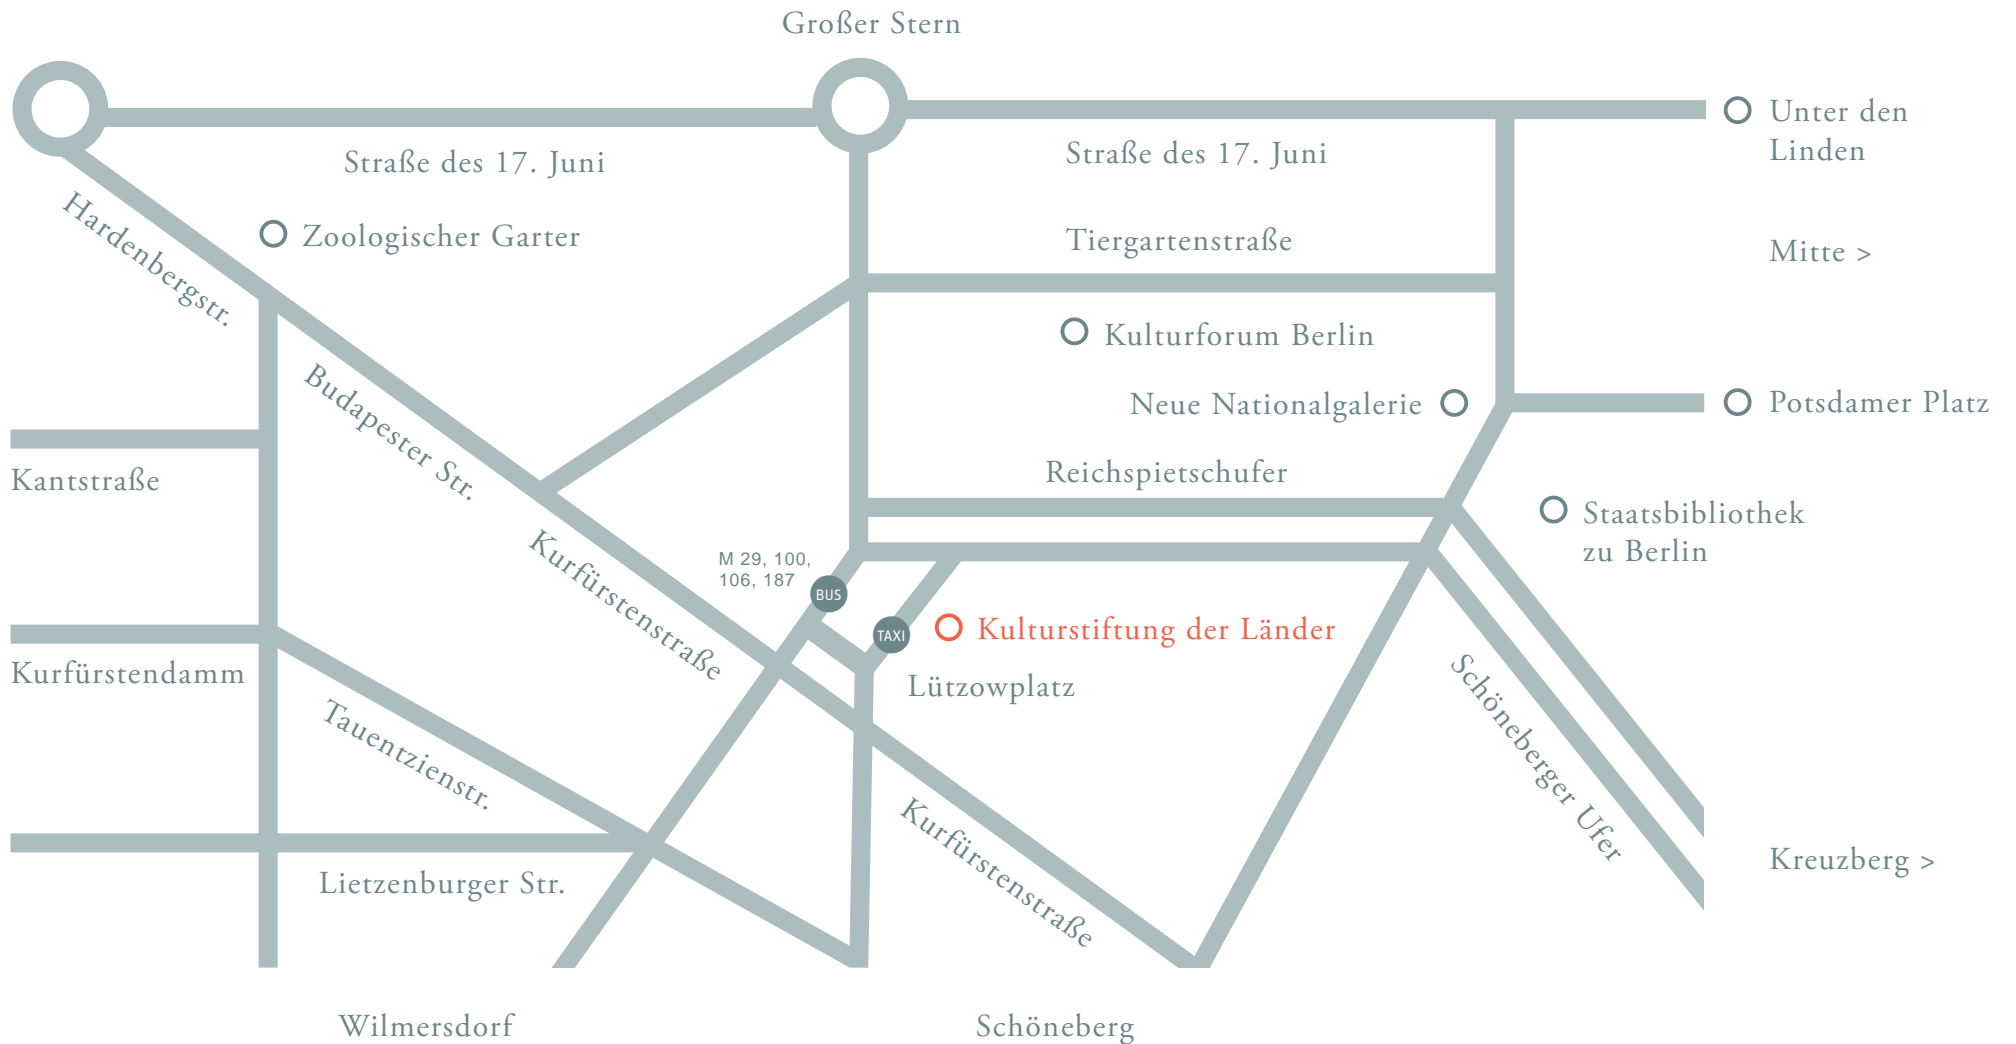 Großer Stern
Unter den
Linden
Straße des 17. Juni
Straße des 17. Juni
Hardenbergstr.
Zoologischer Garter
Tiergartenstraße
Mitte >
Kulturforum Berlin
Budapester Str.
Neue Nationalgalerie
Potsdamer Platz
Kantstraße
Reichspietschufer
Staatsbibliothek
zu Berlin
Kurfürstenstraße
M 29, 100,
106, 187
BUS
TAXI
Kulturstiftung der Länder
Kurfürstendamm
Lützowplatz
Schöneberger Ufer
Tauentzienstr.
Kurfürstenstraße
Kreuzberg >
Lietzenburger Str.
Wilmersdorf
Schöneberg